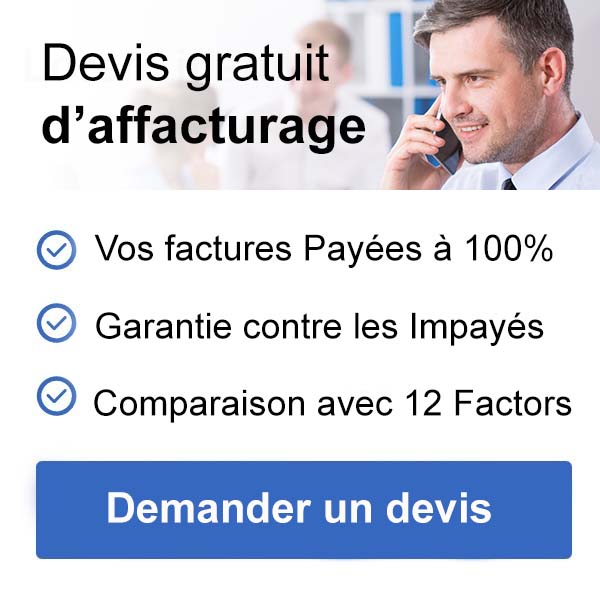 Devis gratuit
d’affacturage
Vos factures Payées à 100%
Garantie contre les Impayés
Comparaison avec 12 Factors
Demander un devis